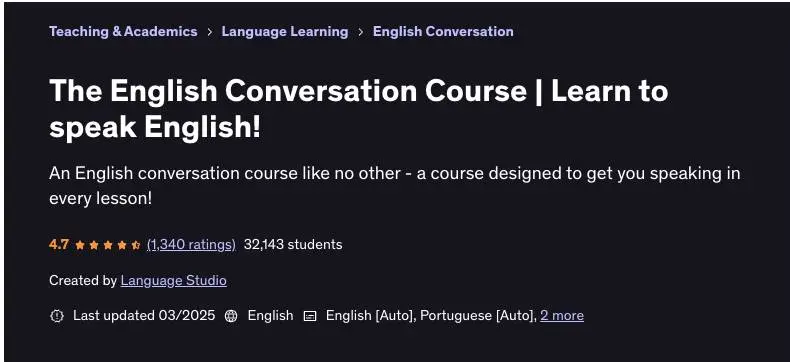 Teaching & Academics > Language Learning > English Conversation
The English Conversation Course | Learn to
speak English!
An English conversation course like no other - a course designed to get you speaking in
every lesson!
4.7 (1,340 ratings) 32,143 students
Created by Language Studio
Last updated 03/2025 English English [Auto], Portuguese [Auto], 2 more